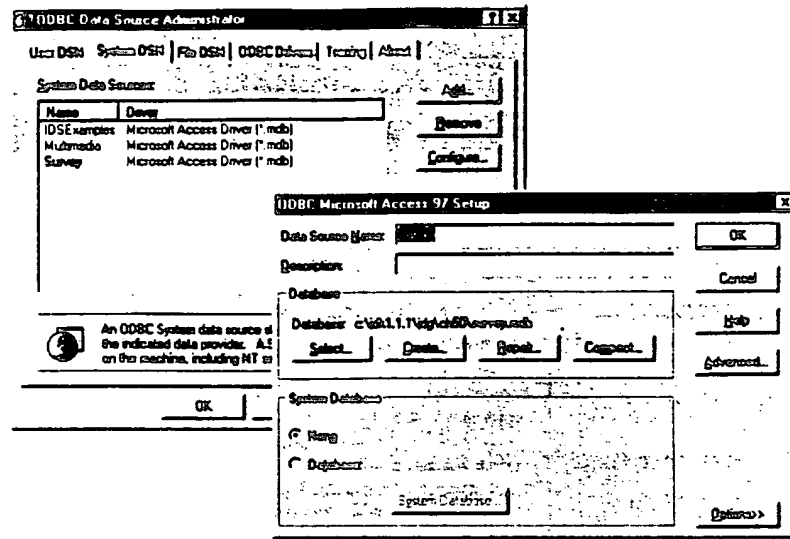 ODBC Data Source Administrator
User DSN System DSN File DSN ODBC Drivers Tracing About
System Data Sources:
Add...
Name Driver
IDSExamples Microsoft Access Driver (*.mdb)
Multimedia Microsoft Access Driver (*.mdb)
Survey Microsoft Access Driver (*.mdb)
Remove
Configure...
An ODBC System data source
the indicated data provider. A S
on this machine, including NT
OK
ODBC Microsoft Access 97 Setup
Data Source Name:
OK
Description:
Cancel
Database
Database:
Help
Select... Create... Repair... Compact...
Advanced...
System Database
None
Database:
System Database...
Options>>